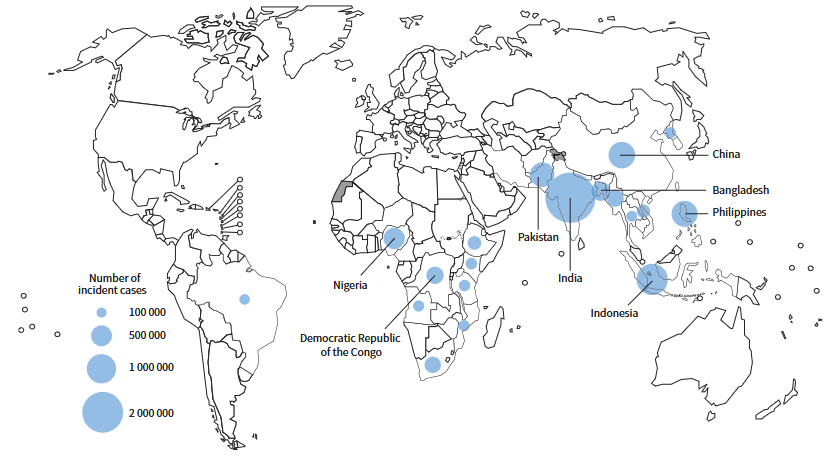 China
Bangladesh
Philippines
Pakistan
India
Nigeria
Indonesia
Democratic Republic
of the Congo
Number of
incident cases
100 000
500 000
1 000 000
2 000 000